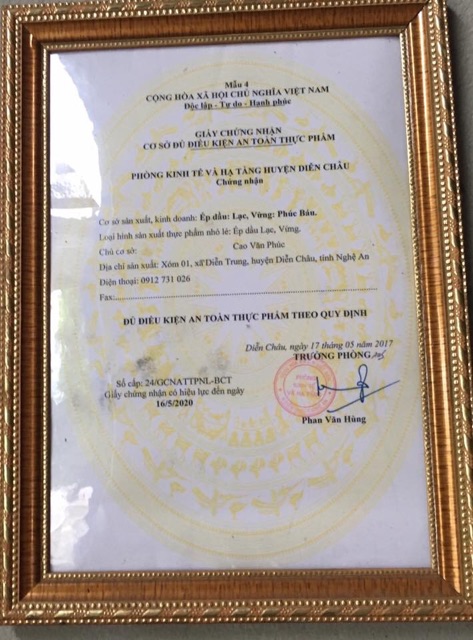 Mẫu 4
CỘNG HÒA XÃ HỘI CHỦ NGHĨA VIỆT NAM
Độc lập - Tự do - Hạnh phúc
GIẤY CHỨNG NHẬN
CƠ SỞ ĐỦ ĐIỀU KIỆN AN TOÀN THỰC PHẨM
PHÒNG KINH TẾ VÀ HẠ TẦNG HUYỆN DIỄN CHÂU
Chứng nhận
Cơ sở sản xuất, kinh doanh: Ép dầu: Lạc, Vừng: Phúc Báu.
Loại hình sản xuất thực phẩm nhỏ lẻ: Ép dầu Lạc, Vừng.
Chủ cơ sở: Cao Văn Phúc
Địa chỉ sản xuất: Xóm 01, xã Diễn Trung, huyện Diễn Châu, tỉnh Nghệ An
Điện thoại: 0912 731 026
Fax:
ĐỦ ĐIỀU KIỆN AN TOÀN THỰC PHẨM THEO QUY ĐỊNH
Diễn Châu, ngày 17 tháng 05 năm 2017
TRƯỞNG PHÒNG
Số cấp: 24/GCNATTPNL-BCT
Giấy chứng nhận có hiệu lực đến ngày
16/5/2020
Phan Văn Hùng